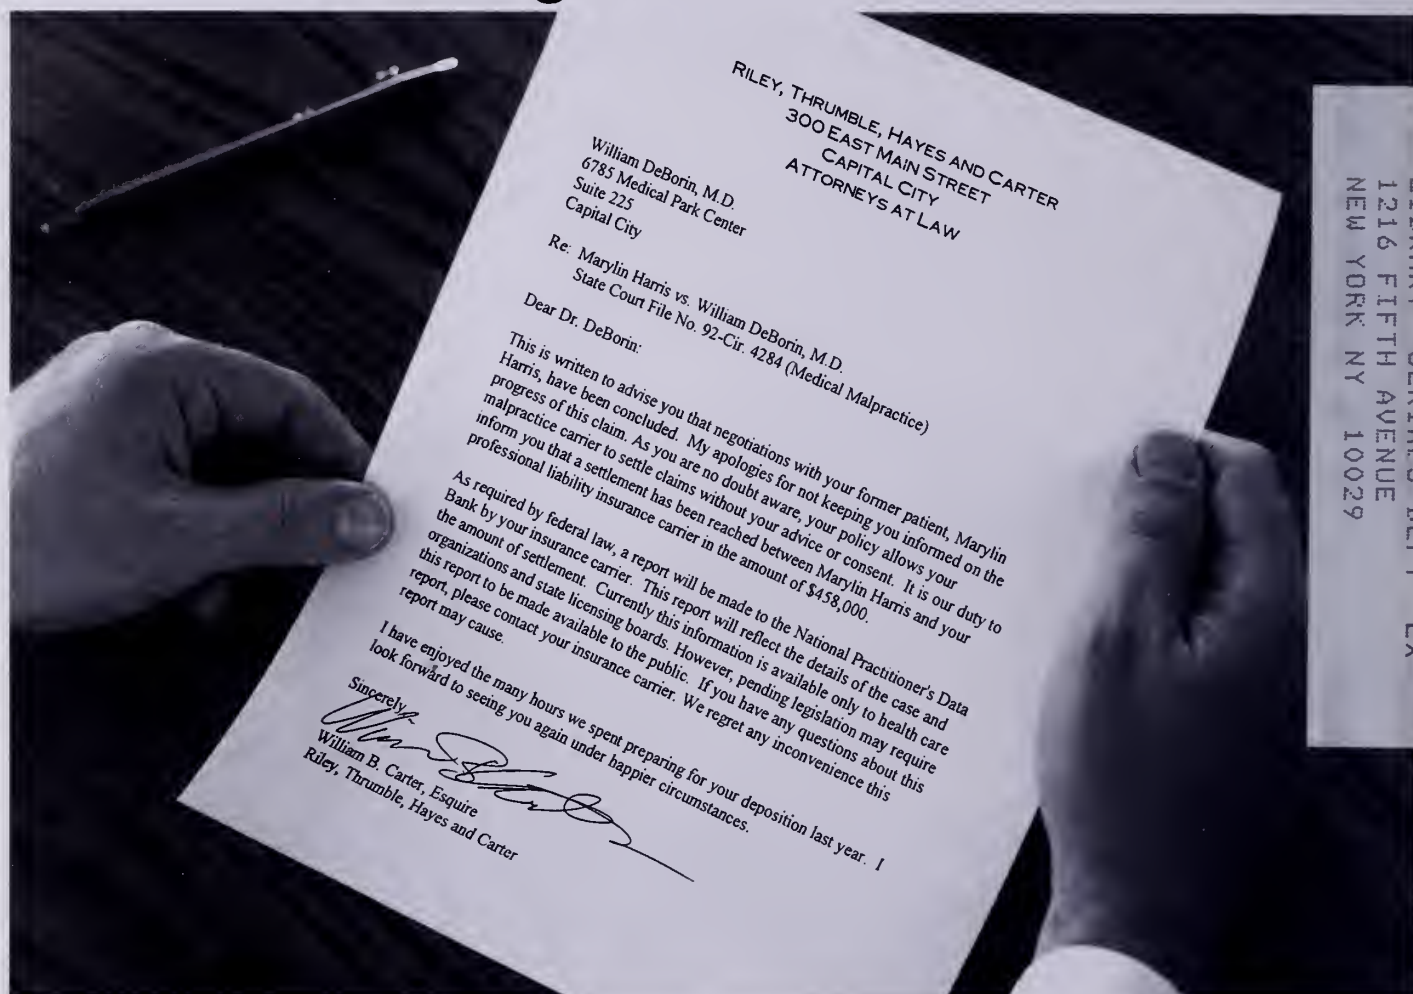 RILEY, THRUMBLE, HAYES AND CARTER
300 EAST MAIN STREET
CAPITAL CITY
ATTORNEYS AT LAW
William DeBorin, M.D.
6785 Medical Park Center
Suite 225
Capital City
Re: Marylin Harris vs. William DeBorin, M.D.
State Court File No. 92-Cir. 4284 (Medical Malpractice)
Dear Dr. DeBorin:
This is written to advise you that negotiations with your former patient, Marylin
Harris, have been concluded. My apologies for not keeping you informed on the
progress of this claim. As you are no doubt aware, your policy allows your
malpractice carrier to settle claims without your advice or consent. It is our duty to
inform you that a settlement has been reached between Marylin Harris and your
professional liability insurance carrier in the amount of $458,000.
As required by federal law, a report will be made to the National Practitioner's Data
Bank by your insurance carrier. This report will reflect the details of the case and
the amount of settlement. Currently this information is available only to health care
organizations and state licensing boards. However, pending legislation may require
this report to be made available to the public. If you have any questions about this
report, please contact your insurance carrier. We regret any inconvenience this
report may cause.
I have enjoyed the many hours we spent preparing for your deposition last year. I
look forward to seeing you again under happier circumstances.
Sincerely,
William B. Carter, Esquire
Riley, Thrumble, Hayes and Carter
1216 FIFTH AVENUE
NEW YORK NY 10029